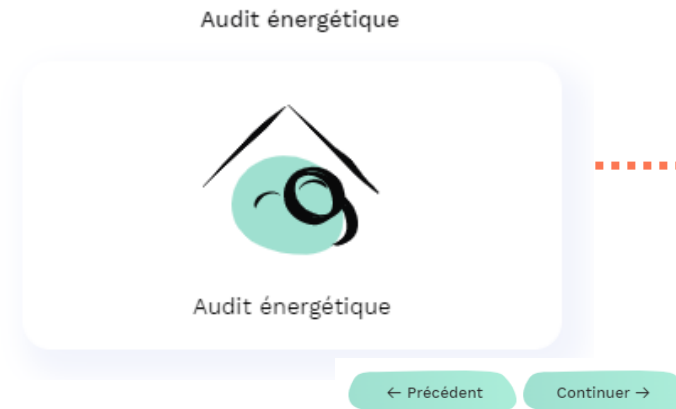 Audit énergétique
Audit énergétique
← Précédent
Continuer →